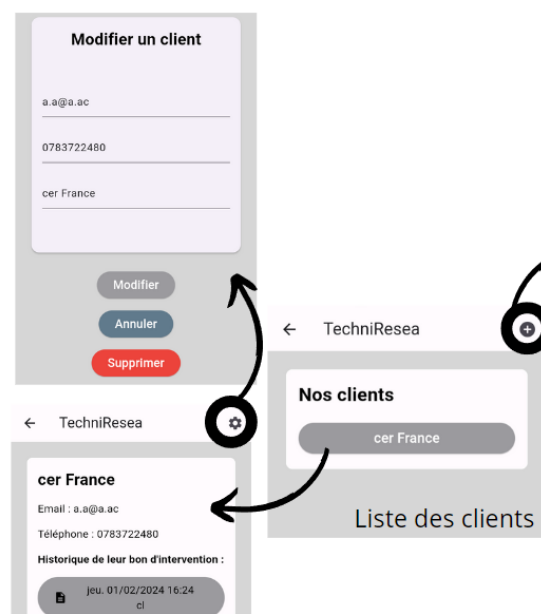 Modifier un client
a.a@a.ac
0783722480
cer France
Modifier
Annuler
Supprimer
TechniResea
Nos clients
cer France
Liste des clients
TechniResea
cer France
Email : a.a@a.ac
Téléphone : 0783722480
Historique de leur bon d'intervention :
jeu. 01/02/2024 16:24
cl